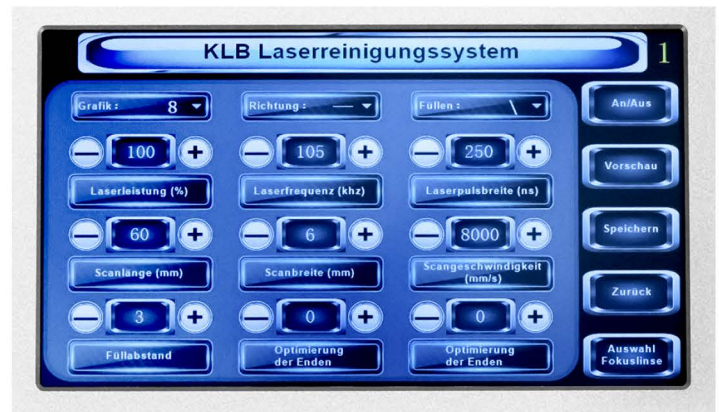 KLB Laserreinigungssystem
1
Grafik : 8
Richtung : —
Füllen : \
An/Aus
100
105
250
Laserleistung (%)
Laserfrequenz (khz)
Laserpulsbreite (ns)
Vorschau
60
6
8000
Scanlänge (mm)
Scanbreite (mm)
Scangeschwindigkeit
(mm/s)
Speichern
3
0
0
Füllabstand
Optimierung
der Enden
Optimierung
der Enden
Zurück
Auswahl
Fokuslinse